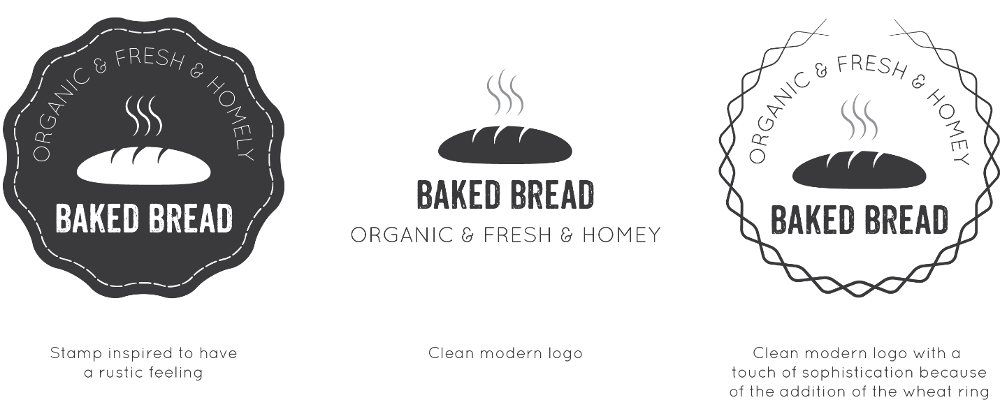 ORGANIC & FRESH & HOMELY
BAKED BREAD
Stamp inspired to have
a rustic feeling
BAKED BREAD
ORGANIC & FRESH & HOMEY
Clean modern logo
ORGANIC & FRESH & HOMEY
BAKED BREAD
Clean modern logo with a
touch of sophistication because
of the addition of the wheat ring